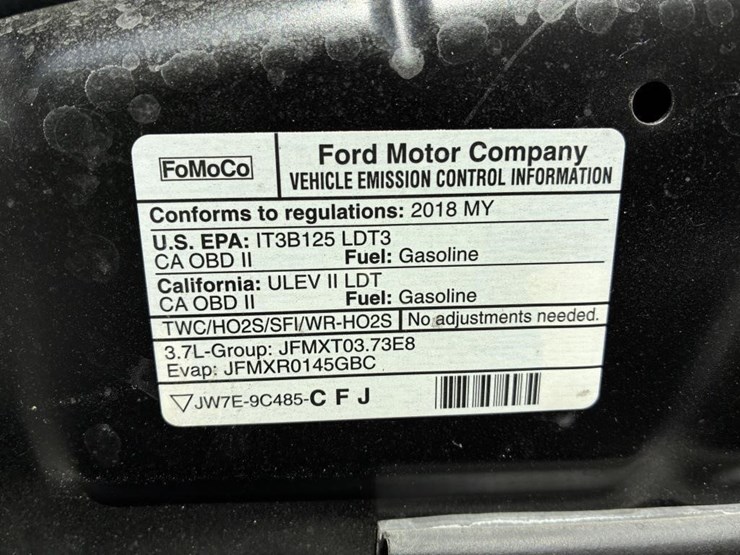 FoMoCo
Ford Motor Company
VEHICLE EMISSION CONTROL INFORMATION
Conforms to regulations: 2018 MY
U.S. EPA: IT3B125 LDT3
CA OBD II Fuel: Gasoline
California: ULEV II LDT
CA OBD II Fuel: Gasoline
TWC/HO2S/SFI/WR-HO2S No adjustments needed.
3.7L-Group: JFMXT03.73E8
Evap: JFMXR0145GBC
JW7E-9C485-C F J